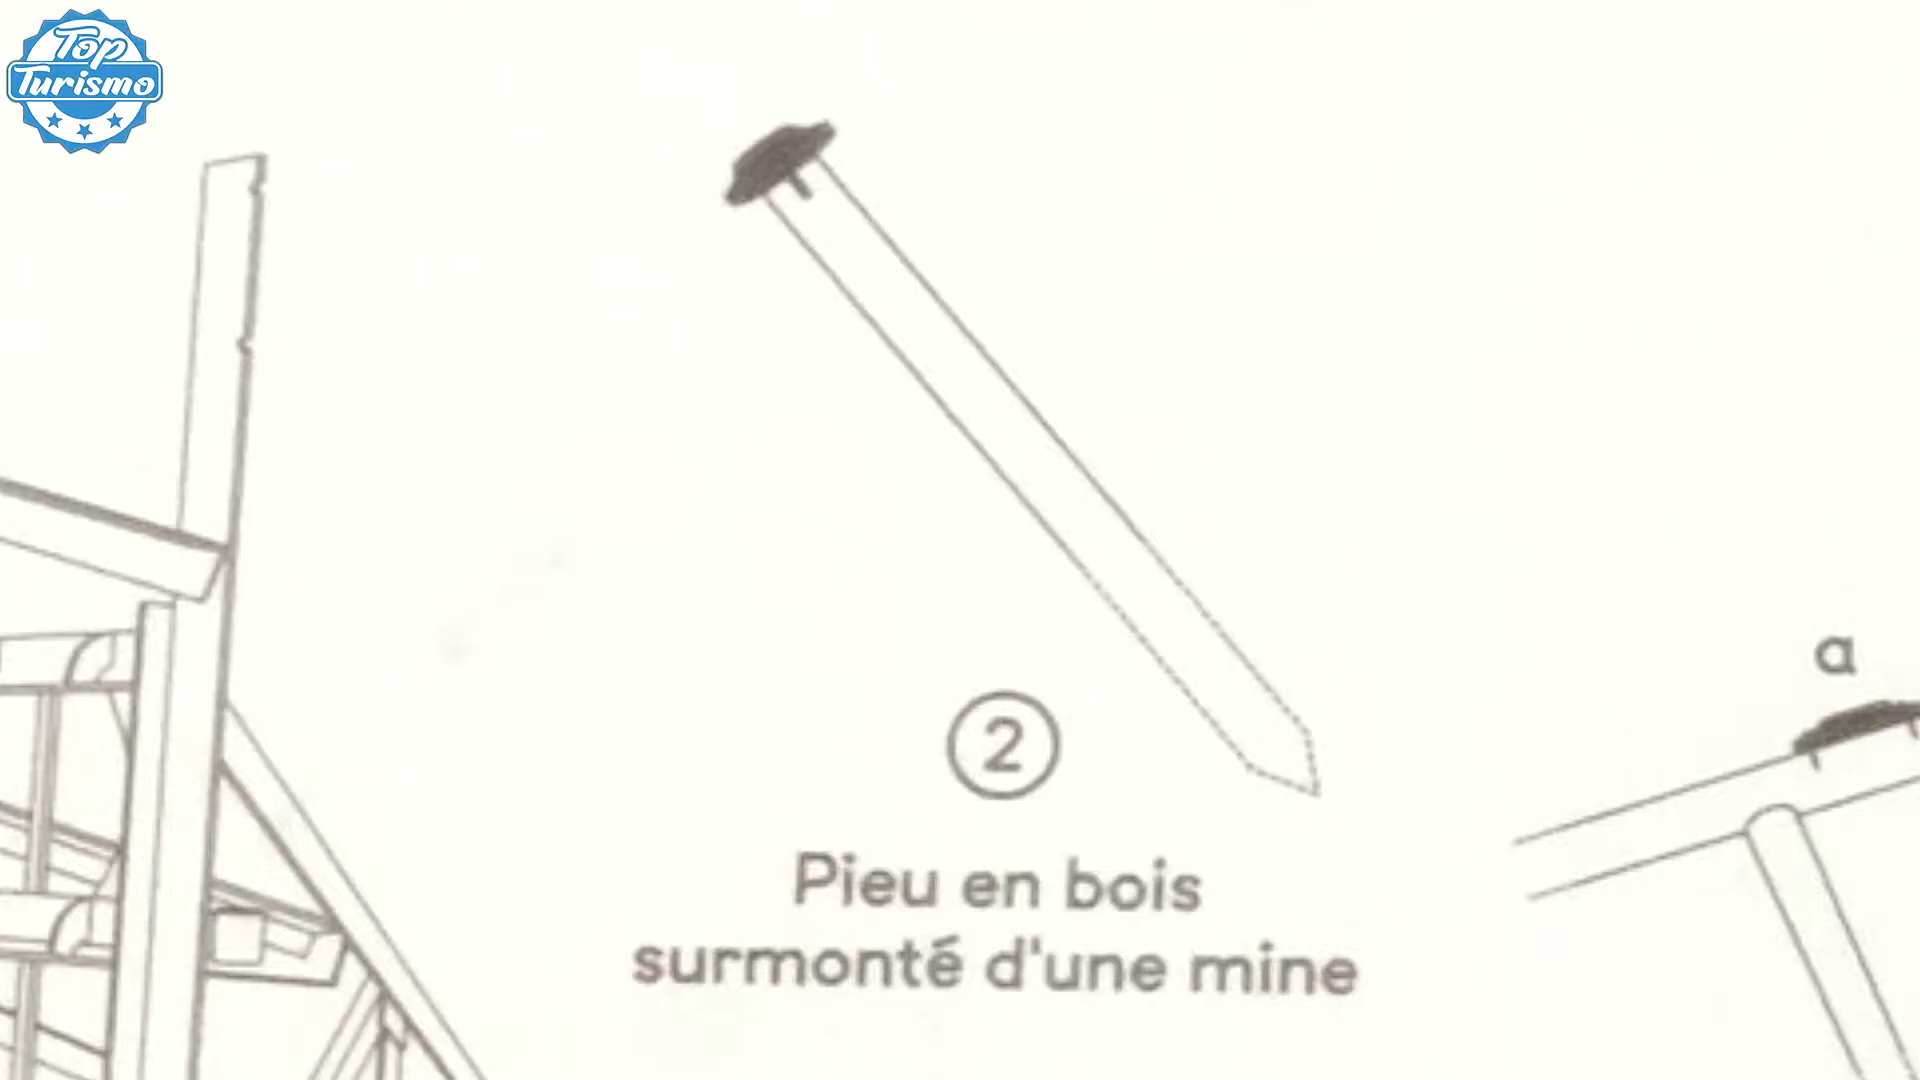 Top
Turismo
a
2
Pieu en bois
surmonté d'une mine